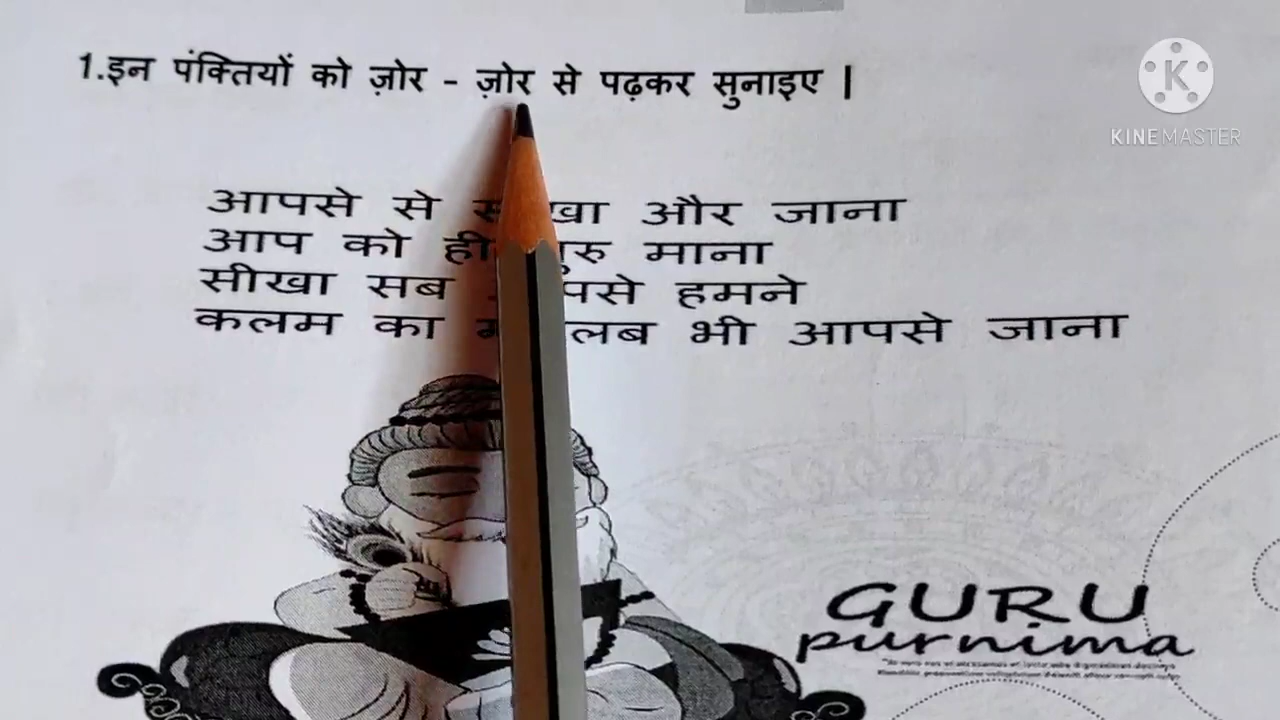 1.इन पंक्तियों को ज़ोर - ज़ोर से पढ़कर सुनाइए |
K
KINEMASTER
आपसे से और जाना
आप को ही माना
सीखा सब हमने
कलम का भी आपसे जाना
GURU
purnima